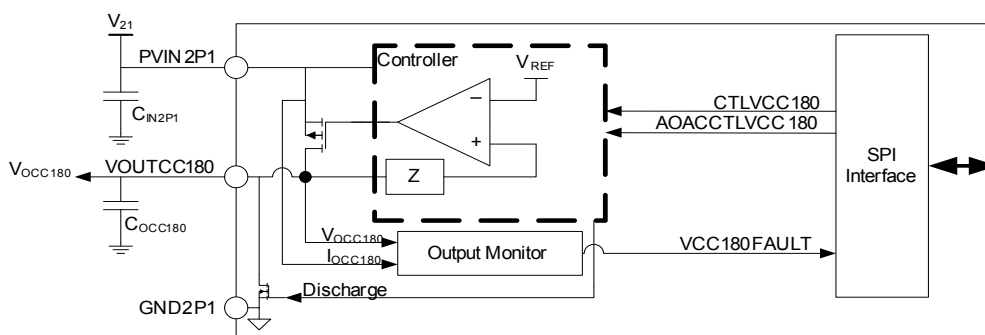 V21
PVIN2P1
CIN2P1
Controller
VREF
−
+
Z
CTLVCC180
AOACCTLVCC180
SPI
Interface
VOCC180
VOUTCC180
COCC180
VOCC180
IOCC180
Output Monitor
VCC180FAULT
Discharge
GND2P1